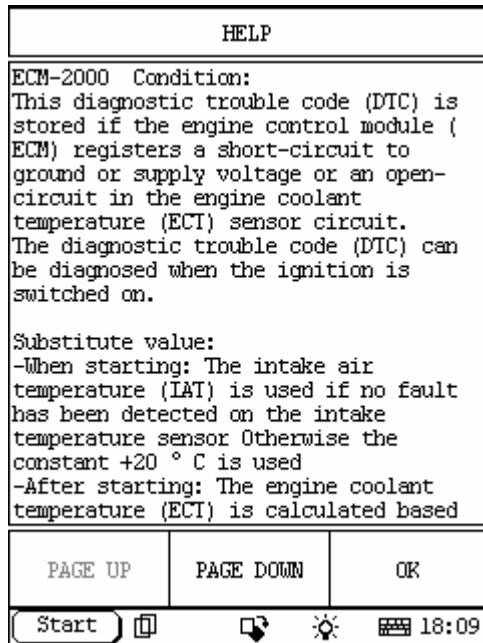 HELP
ECM-2000  Condition:
This diagnostic trouble code (DTC) is
stored if the engine control module (
ECM) registers a short-circuit to
ground or supply voltage or an open-
circuit in the engine coolant
temperature (ECT) sensor circuit.
The diagnostic trouble code (DTC) can
be diagnosed when the ignition is
switched on.
Substitute value:
-When starting: The intake air
temperature (IAT) is used if no fault
has been detected on the intake
temperature sensor Otherwise the
constant +20 ° C is used
-After starting: The engine coolant
temperature (ECT) is calculated based
PAGE UP PAGE DOWN OK
Start 18:09